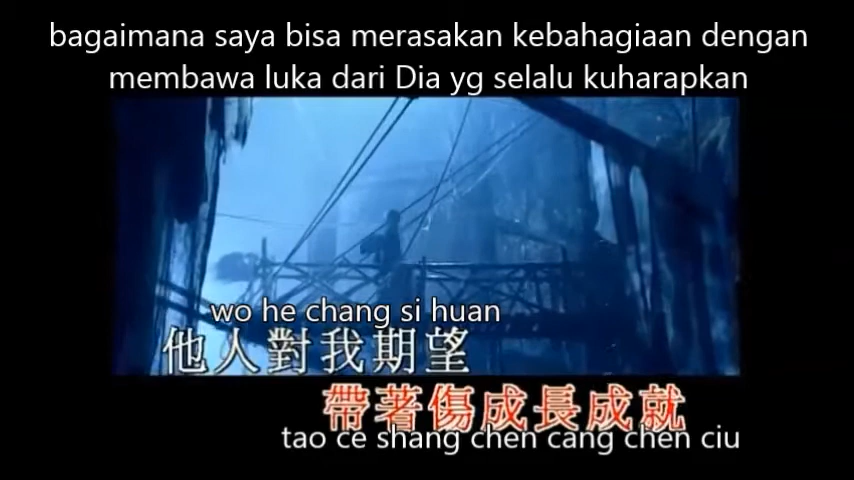 bagaimana saya bisa merasakan kebahagiaan dengan
membawa luka dari Dia yg selalu kuharapkan
wo he chang si huan
他人對我期望
帶著傷成長成就
tao ce shang chen cang chen ciu